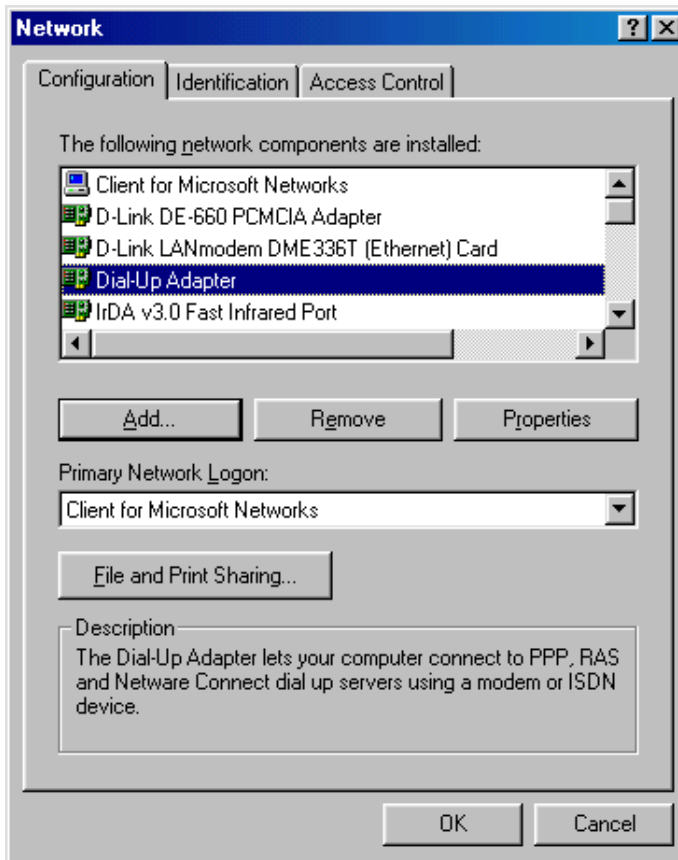 Network
Configuration Identification Access Control
The following network components are installed:
Client for Microsoft Networks
D-Link DE-660 PCMCIA Adapter
D-Link LANmodem DME336T (Ethernet) Card
Dial-Up Adapter
IrDA v3.0 Fast Infrared Port
Add... Remove Properties
Primary Network Logon:
Client for Microsoft Networks
File and Print Sharing...
Description
The Dial-Up Adapter lets your computer connect to PPP, RAS
and Netware Connect dial up servers using a modem or ISDN
device.
OK Cancel